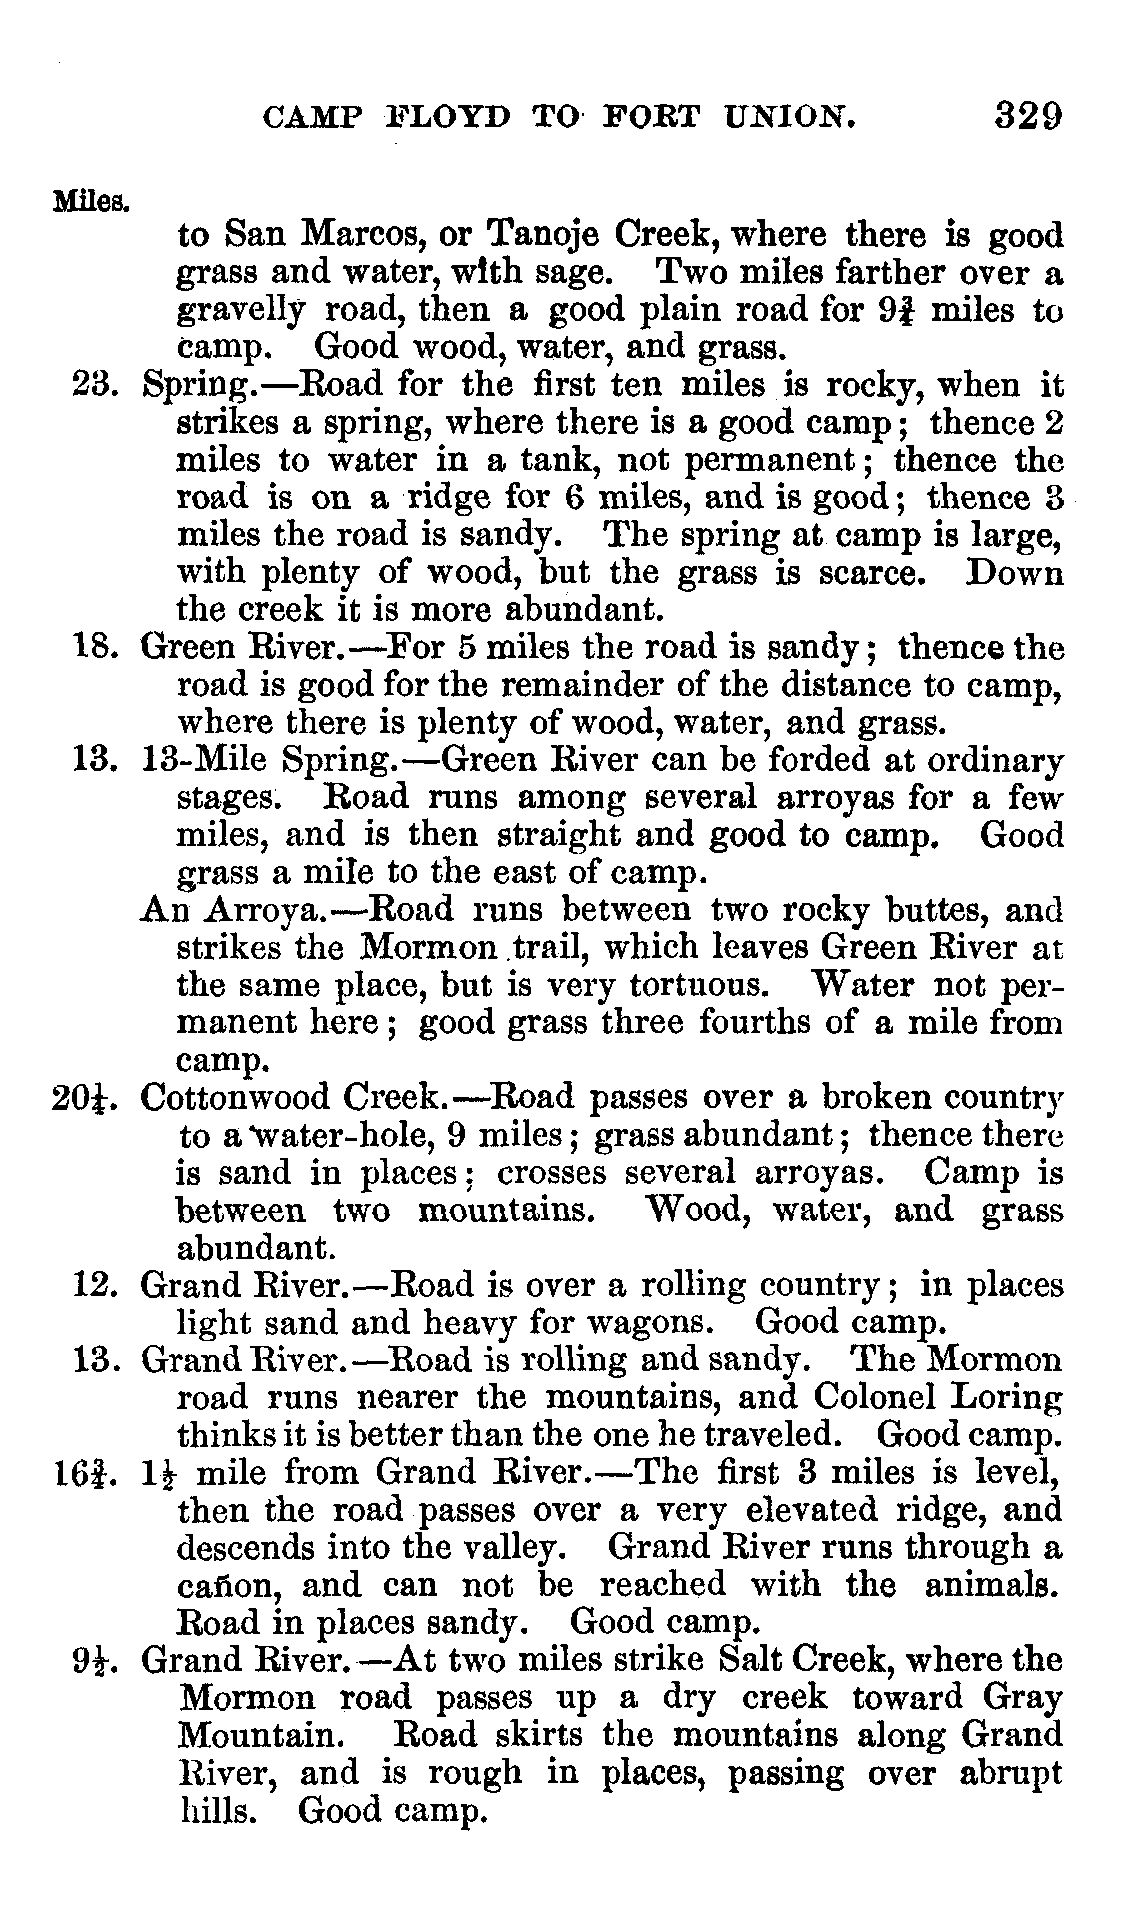 CAMP FLOYD TO FORT UNION. 329
Miles.
to San Marcos, or Tanoje Creek, where there is good
grass and water, with sage. Two miles farther over a
gravelly road, then a good plain road for 9¾ miles to
camp. Good wood, water, and grass.
23. Spring.—Road for the first ten miles is rocky, when it
strikes a spring, where there is a good camp; thence 2
miles to water in a tank, not permanent; thence the
road is on a ridge for 6 miles, and is good; thence 3
miles the road is sandy. The spring at camp is large,
with plenty of wood, but the grass is scarce. Down
the creek it is more abundant.
18. Green River.—For 5 miles the road is sandy; thence the
road is good for the remainder of the distance to camp,
where there is plenty of wood, water, and grass.
13. 13-Mile Spring.—Green River can be forded at ordinary
stages. Road runs among several arroyas for a few
miles, and is then straight and good to camp. Good
grass a mile to the east of camp.
An Arroya.—Road runs between two rocky buttes, and
strikes the Mormon trail, which leaves Green River at
the same place, but is very tortuous. Water not per-
manent here; good grass three fourths of a mile from
camp.
20¼. Cottonwood Creek.—Road passes over a broken country
to a water-hole, 9 miles; grass abundant; thence there
is sand in places; crosses several arroyas. Camp is
between two mountains. Wood, water, and grass
abundant.
12. Grand River.—Road is over a rolling country; in places
light sand and heavy for wagons. Good camp.
13. Grand River.—Road is rolling and sandy. The Mormon
road runs nearer the mountains, and Colonel Loring
thinks it is better than the one he traveled. Good camp.
16¾. 1½ mile from Grand River.—The first 3 miles is level,
then the road passes over a very elevated ridge, and
descends into the valley. Grand River runs through a
cañon, and can not be reached with the animals.
Road in places sandy. Good camp.
9½. Grand River.—At two miles strike Salt Creek, where the
Mormon road passes up a dry creek toward Gray
Mountain. Road skirts the mountains along Grand
River, and is rough in places, passing over abrupt
hills. Good camp.